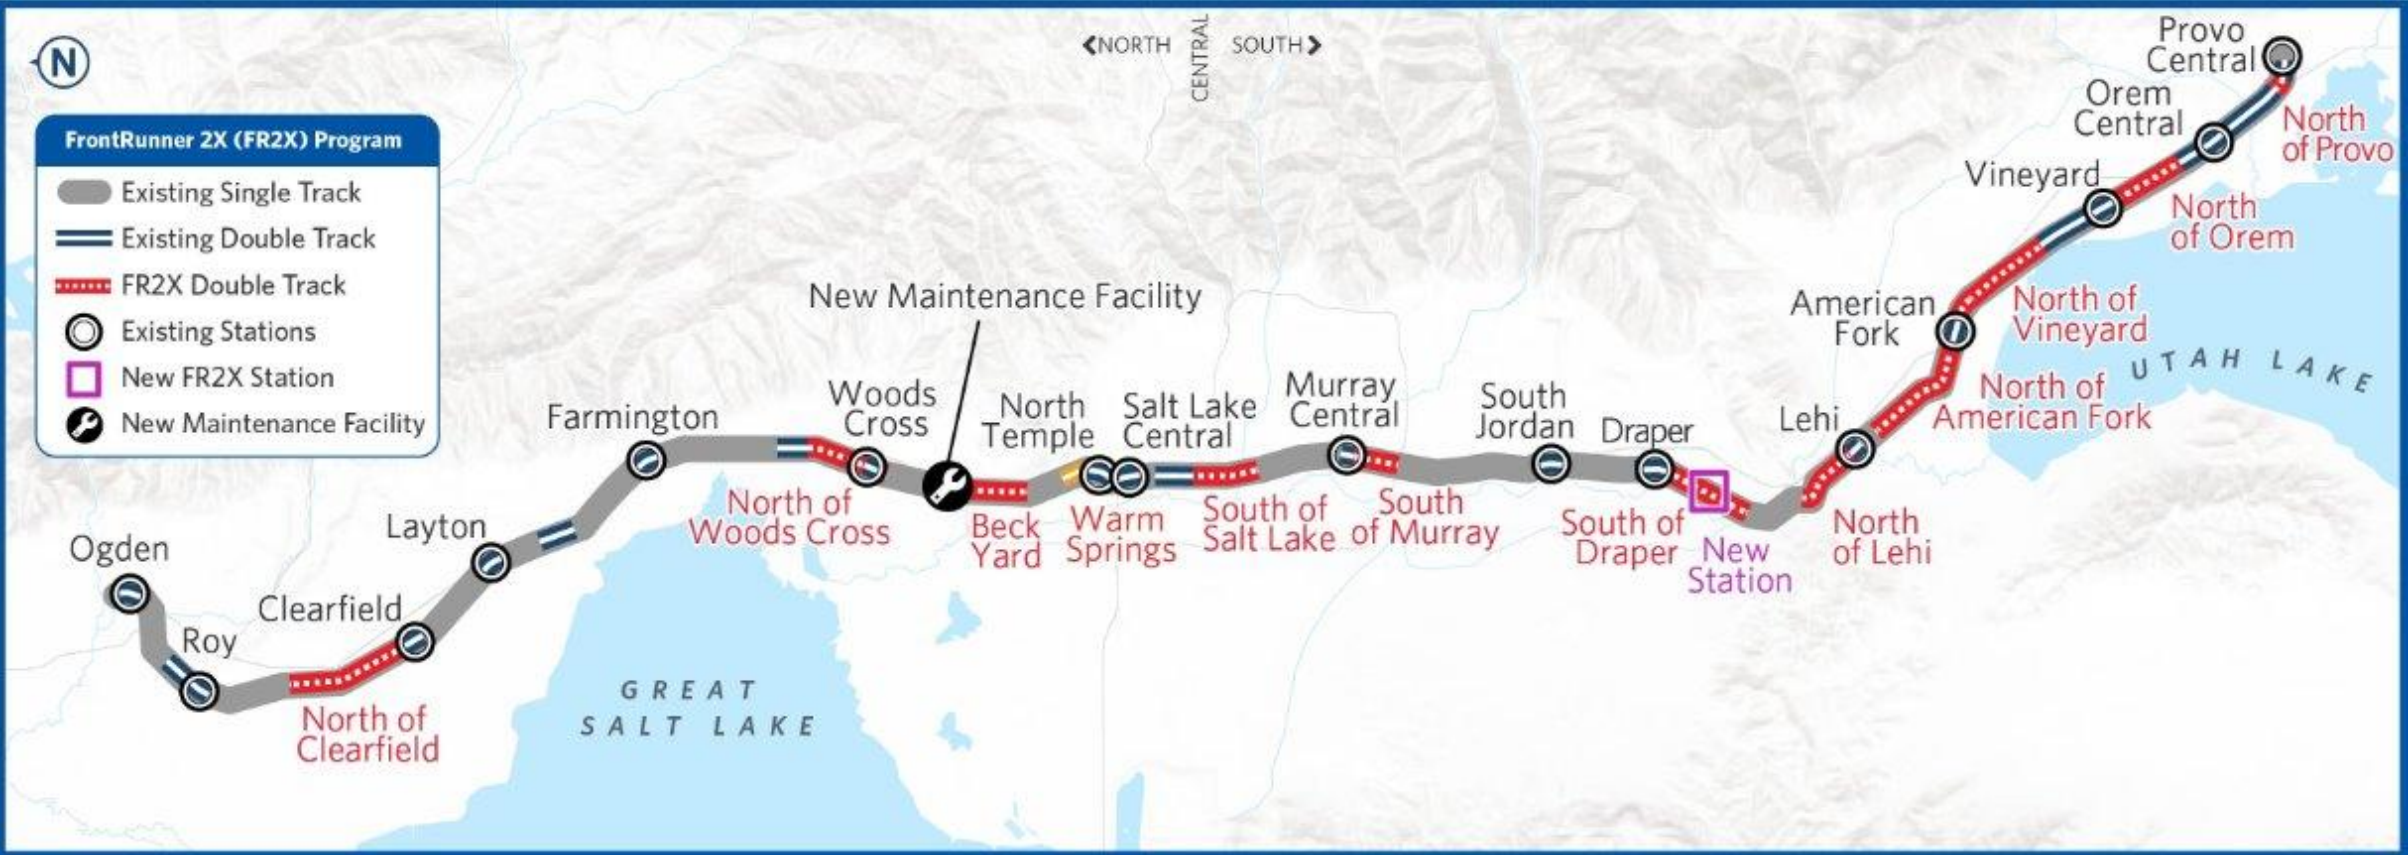 N
<NORTH
CENTRAL
SOUTH>
FrontRunner 2X (FR2X) Program
Existing Single Track
Existing Double Track
FR2X Double Track
Existing Stations
New FR2X Station
New Maintenance Facility
Ogden
Roy
Clearfield
North of
Clearfield
Layton
Farmington
North of
Woods Cross
Woods
Cross
New Maintenance Facility
Beck
Yard
North
Temple
Warm
Springs
Salt Lake
Central
South of
Salt Lake
Murray
Central
South
of Murray
South
Jordan
Draper
South of
Draper
New
Station
North
of Lehi
Lehi
North of
American Fork
American
Fork
North of
Vineyard
Vineyard
North
of Orem
Orem
Central
North
of Provo
Provo
Central
GREAT
SALT LAKE
UTAH LAKE